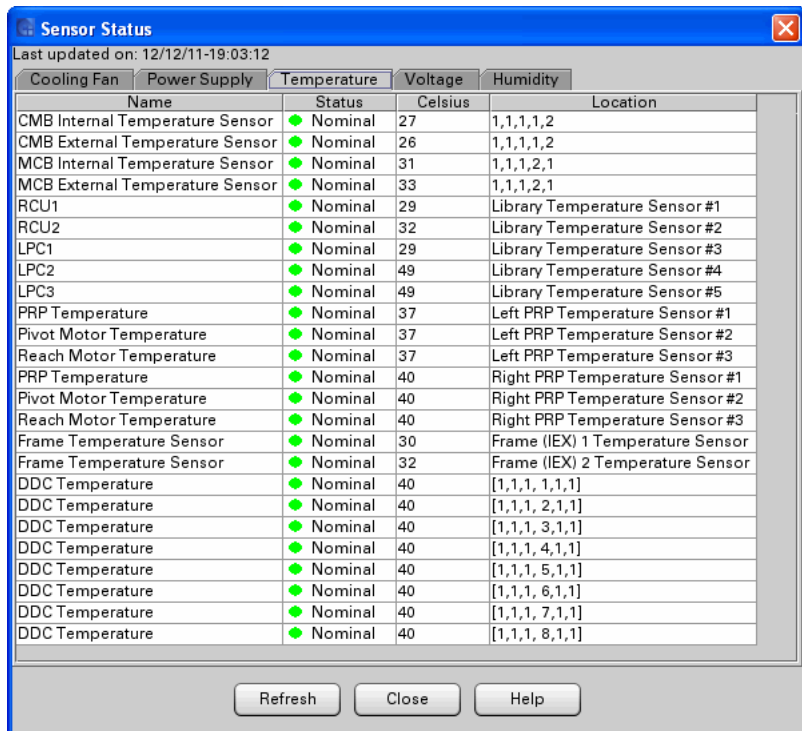 Sensor Status
Last updated on: 12/12/11-19:03:12
Cooling Fan Power Supply Temperature Voltage Humidity
Name Status Celsius Location
CMB Internal Temperature Sensor Nominal 27 1,1,1,1,2
CMB External Temperature Sensor Nominal 26 1,1,1,1,2
MCB Internal Temperature Sensor Nominal 31 1,1,1,2,1
MCB External Temperature Sensor Nominal 33 1,1,1,2,1
RCU1 Nominal 29 Library Temperature Sensor #1
RCU2 Nominal 32 Library Temperature Sensor #2
LPC1 Nominal 29 Library Temperature Sensor #3
LPC2 Nominal 49 Library Temperature Sensor #4
LPC3 Nominal 49 Library Temperature Sensor #5
PRP Temperature Nominal 37 Left PRP Temperature Sensor #1
Pivot Motor Temperature Nominal 37 Left PRP Temperature Sensor #2
Reach Motor Temperature Nominal 37 Left PRP Temperature Sensor #3
PRP Temperature Nominal 40 Right PRP Temperature Sensor #1
Pivot Motor Temperature Nominal 40 Right PRP Temperature Sensor #2
Reach Motor Temperature Nominal 40 Right PRP Temperature Sensor #3
Frame Temperature Sensor Nominal 30 Frame (IEX) 1 Temperature Sensor
Frame Temperature Sensor Nominal 32 Frame (IEX) 2 Temperature Sensor
DDC Temperature Nominal 40 [1,1,1, 1,1,1]
DDC Temperature Nominal 40 [1,1,1, 2,1,1]
DDC Temperature Nominal 40 [1,1,1, 3,1,1]
DDC Temperature Nominal 40 [1,1,1, 4,1,1]
DDC Temperature Nominal 40 [1,1,1, 5,1,1]
DDC Temperature Nominal 40 [1,1,1, 6,1,1]
DDC Temperature Nominal 40 [1,1,1, 7,1,1]
DDC Temperature Nominal 40 [1,1,1, 8,1,1]
Refresh Close Help